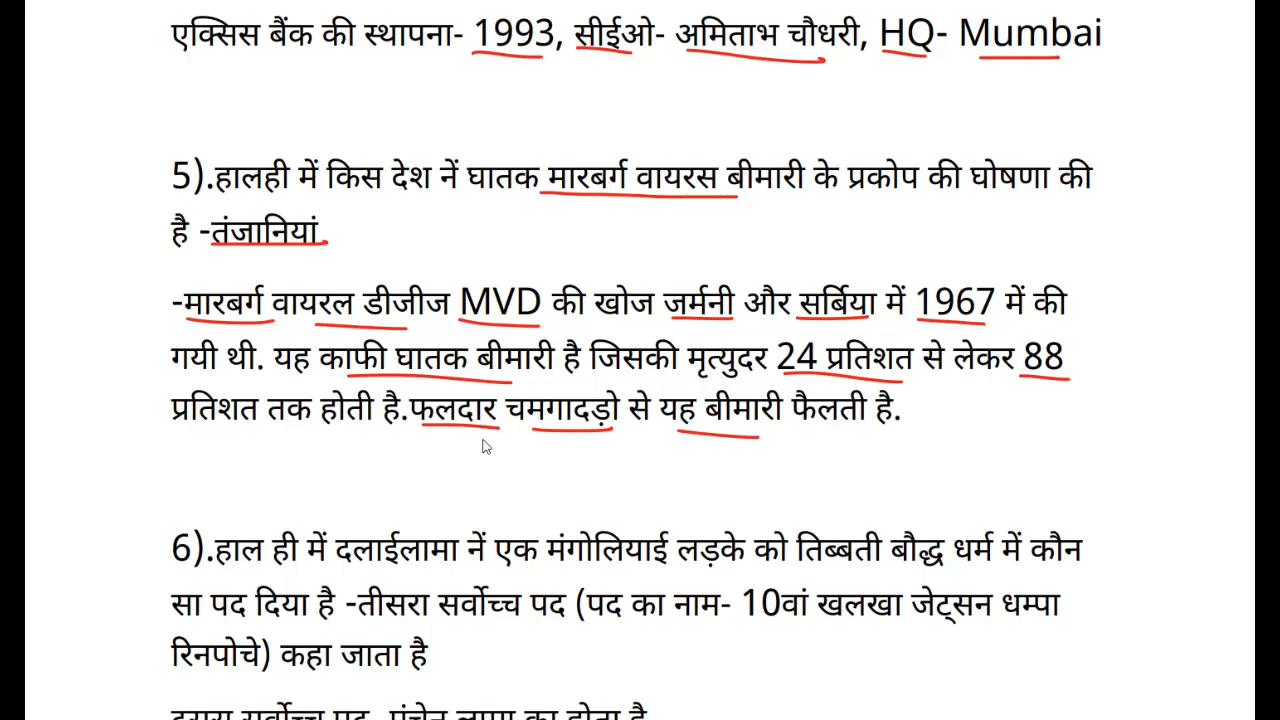 एक्सिस बैंक की स्थापना- 1993, सीईओ- अमिताभ चौधरी, HQ- Mumbai
5).हालही में किस देश नें घातक मारबर्ग वायरस बीमारी के प्रकोप की घोषणा की
है -तंजानियां
-मारबर्ग वायरल डीजीज MVD की खोज जर्मनी और सर्बिया में 1967 में की
गयी थी. यह काफी घातक बीमारी है जिसकी मृत्युदर 24 प्रतिशत से लेकर 88
प्रतिशत तक होती है.फलदार चमगादड़ो से यह बीमारी फैलती है.
6).हाल ही में दलाईलामा नें एक मंगोलियाई लड़के को तिब्बती बौद्ध धर्म में कौन
सा पद दिया है -तीसरा सर्वोच्च पद (पद का नाम- 10वां खलखा जेट्सन धम्पा
रिनपोचे) कहा जाता है
दूसरा सर्वोच्च पद- पंचेन लामा का होता है